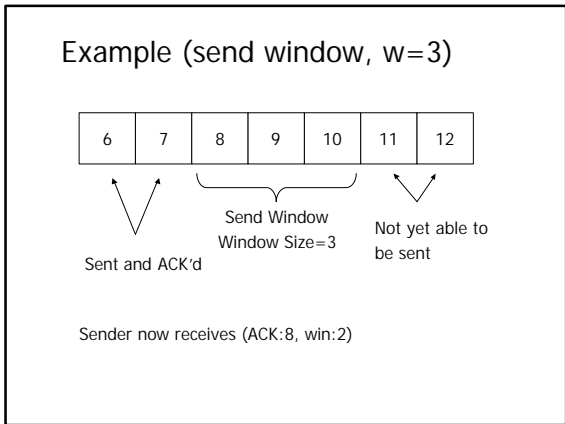 Example (send window, w=3)
6 7 8 9 10 11 12
Send Window
Window Size=3
Not yet able to
be sent
Sent and ACK’d
Sender now receives (ACK:8, win:2)